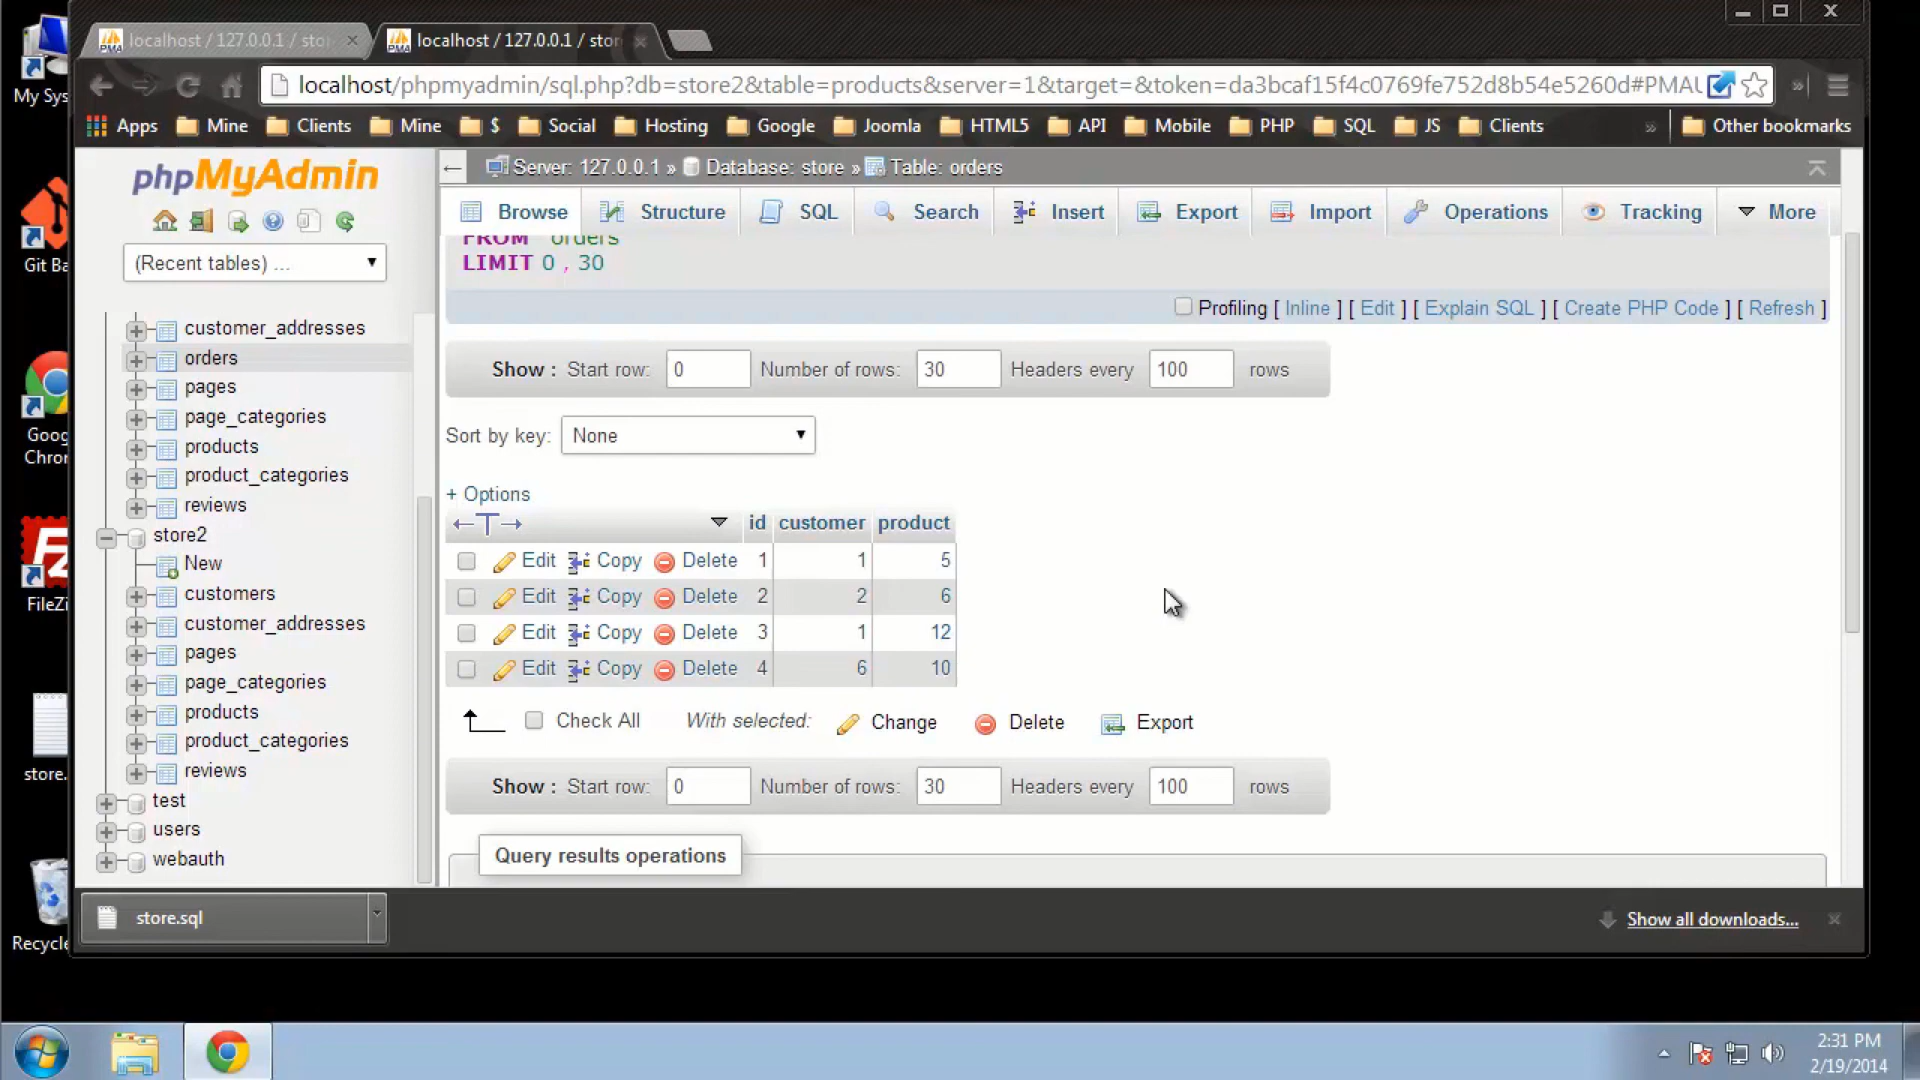 My Sys
Git Ba
Goog
Chron
FileZi
store.
Recycle
localhost / 127.0.0.1 / stor
localhost / 127.0.0.1 / stor
localhost/phpmyadmin/sql.php?db=store2&table=products&server=1&target=&token=da3bcaf15f4c0769fe752d8b54e5260d#PMAU
Apps Mine Clients Mine $ Social Hosting Google Joomla HTML5 API Mobile PHP SQL JS Clients » Other bookmarks
phpMyAdmin
(Recent tables) ...
customer_addresses
orders
pages
page_categories
products
product_categories
reviews
store2
New
customers
customer_addresses
pages
page_categories
products
product_categories
reviews
test
users
webauth
Server: 127.0.0.1 » Database: store » Table: orders
Browse Structure SQL Search Insert Export Import Operations Tracking More
FROM `orders`
LIMIT 0 , 30
Profiling [ Inline ] [ Edit ] [ Explain SQL ] [ Create PHP Code ] [ Refresh ]
Show : Start row: 0 Number of rows: 30 Headers every 100 rows
Sort by key: None
+ Options
id customer product
Edit Copy Delete 1 1 5
Edit Copy Delete 2 2 6
Edit Copy Delete 3 1 12
Edit Copy Delete 4 6 10
Check All With selected: Change Delete Export
Show : Start row: 0 Number of rows: 30 Headers every 100 rows
Query results operations
store.sql
Show all downloads...
2:31 PM
2/19/2014